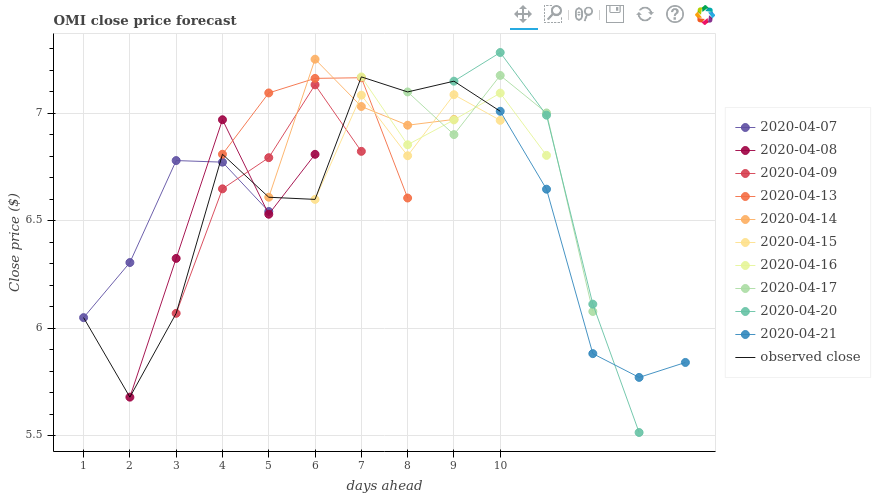 OMI close price forecast
Close price ($)
7
6.5
6
5.5
1 2 3 4 5 6 7 8 9 10
days ahead
2020-04-07
2020-04-08
2020-04-09
2020-04-13
2020-04-14
2020-04-15
2020-04-16
2020-04-17
2020-04-20
2020-04-21
observed close